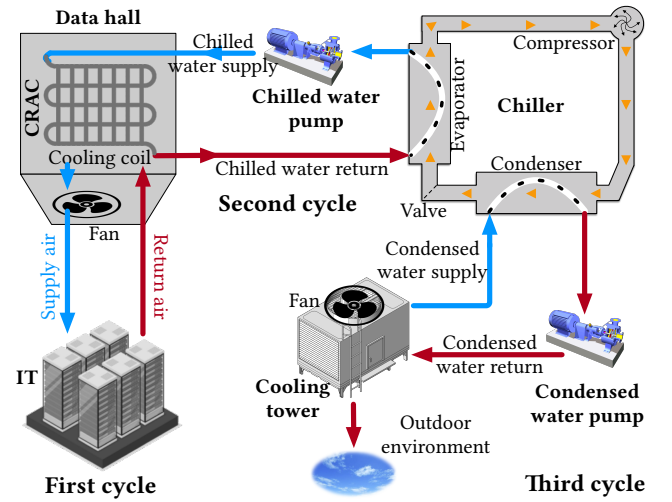 Data hall
CRAC
Cooling coil
Fan
Supply air
Return air
IT
First cycle
Chilled
water supply
Chilled water
pump
Chilled water return
Second cycle
Evaporator
Compressor
Chiller
Condenser
Valve
Condensed
water supply
Fan
Cooling
tower
Condensed
water return
Condensed
water pump
Outdoor
environment
Third cycle